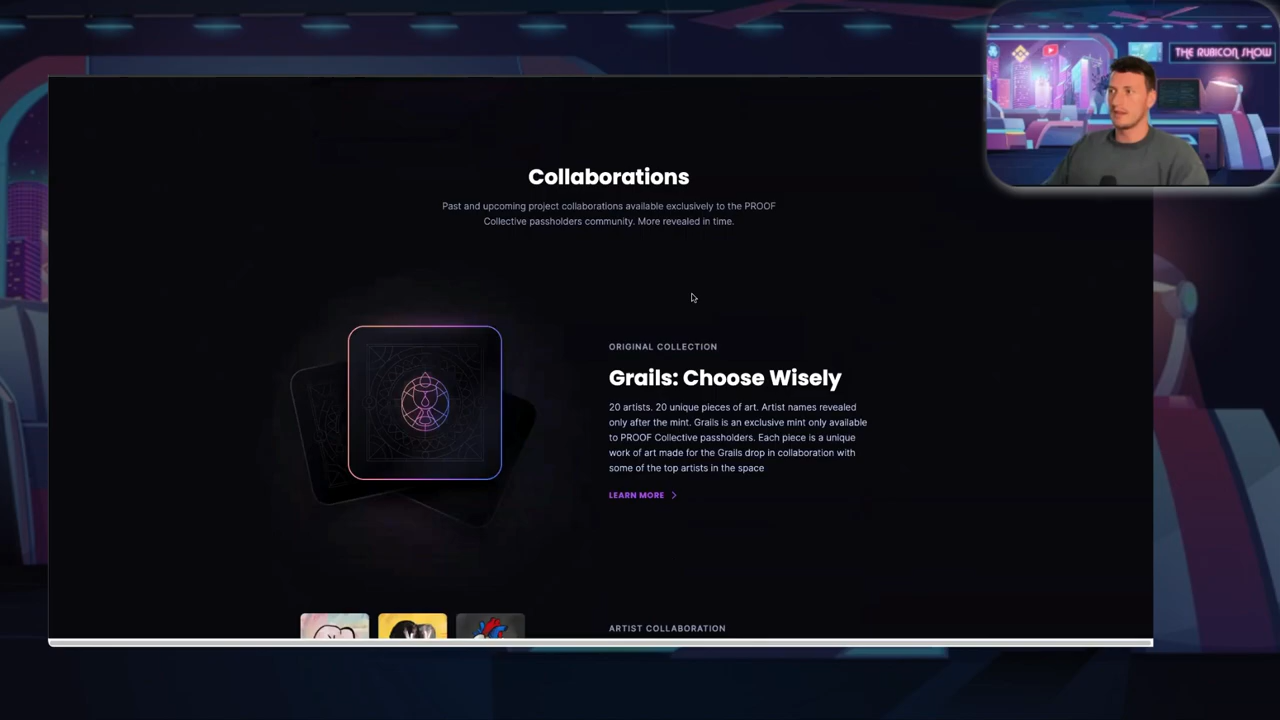 THE RUBICON SHOW
Collaborations
Past and upcoming project collaborations available exclusively to the PROOF
Collective passholders community. More revealed in time.
ORIGINAL COLLECTION
Grails: Choose Wisely
20 artists. 20 unique pieces of art. Artist names revealed
only after the mint. Grails is an exclusive mint only available
to PROOF Collective passholders. Each piece is a unique
work of art made for the Grails drop in collaboration with
some of the top artists in the space
LEARN MORE
ARTIST COLLABORATION